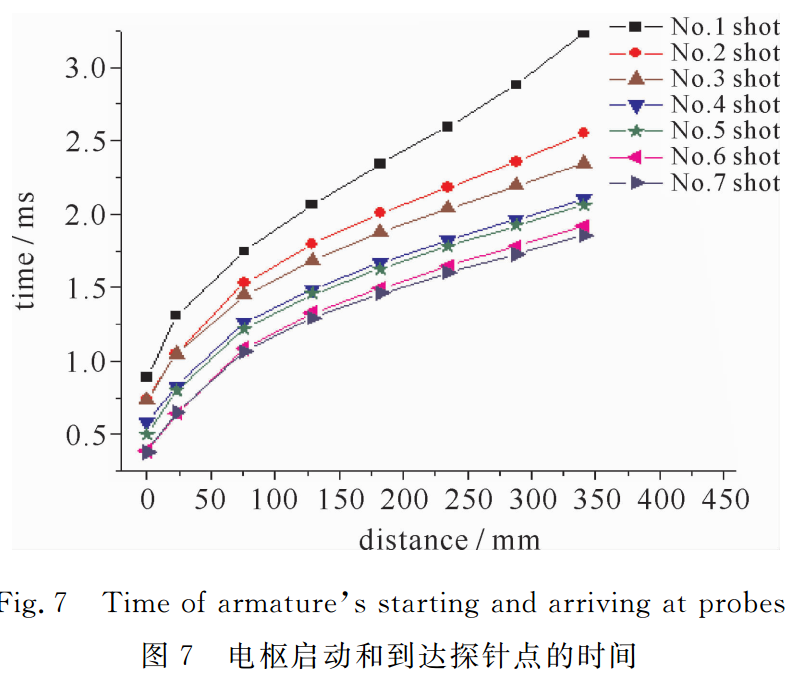 No.1 shot
No.2 shot
No.3 shot
No.4 shot
No.5 shot
No.6 shot
No.7 shot
time / ms
3.0
2.5
2.0
1.5
1.0
0.5
0 50 100 150 200 250 300 350 400 450
distance / mm
Fig. 7 Time of armature's starting and arriving at probes
图 7 电枢启动和到达探针点的时间